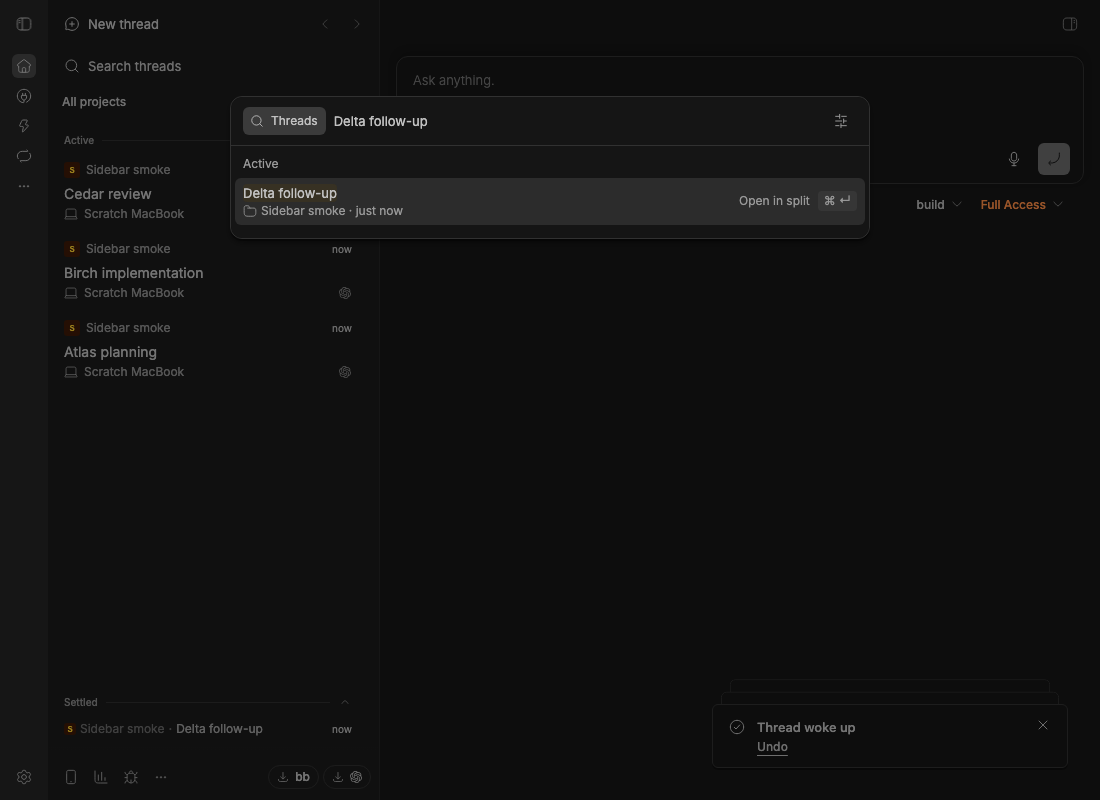 New thread
Search threads
All projects
Active
S Sidebar smoke
Cedar review
Scratch MacBook
S Sidebar smoke now
Birch implementation
Scratch MacBook
S Sidebar smoke now
Atlas planning
Scratch MacBook
Settled
S Sidebar smoke · Delta follow-up now
bb
Ask anything.
build Full Access
Threads Delta follow-up
Active
Delta follow-up
Sidebar smoke · just now
Open in split ⌘ ↵
Thread woke up
Undo